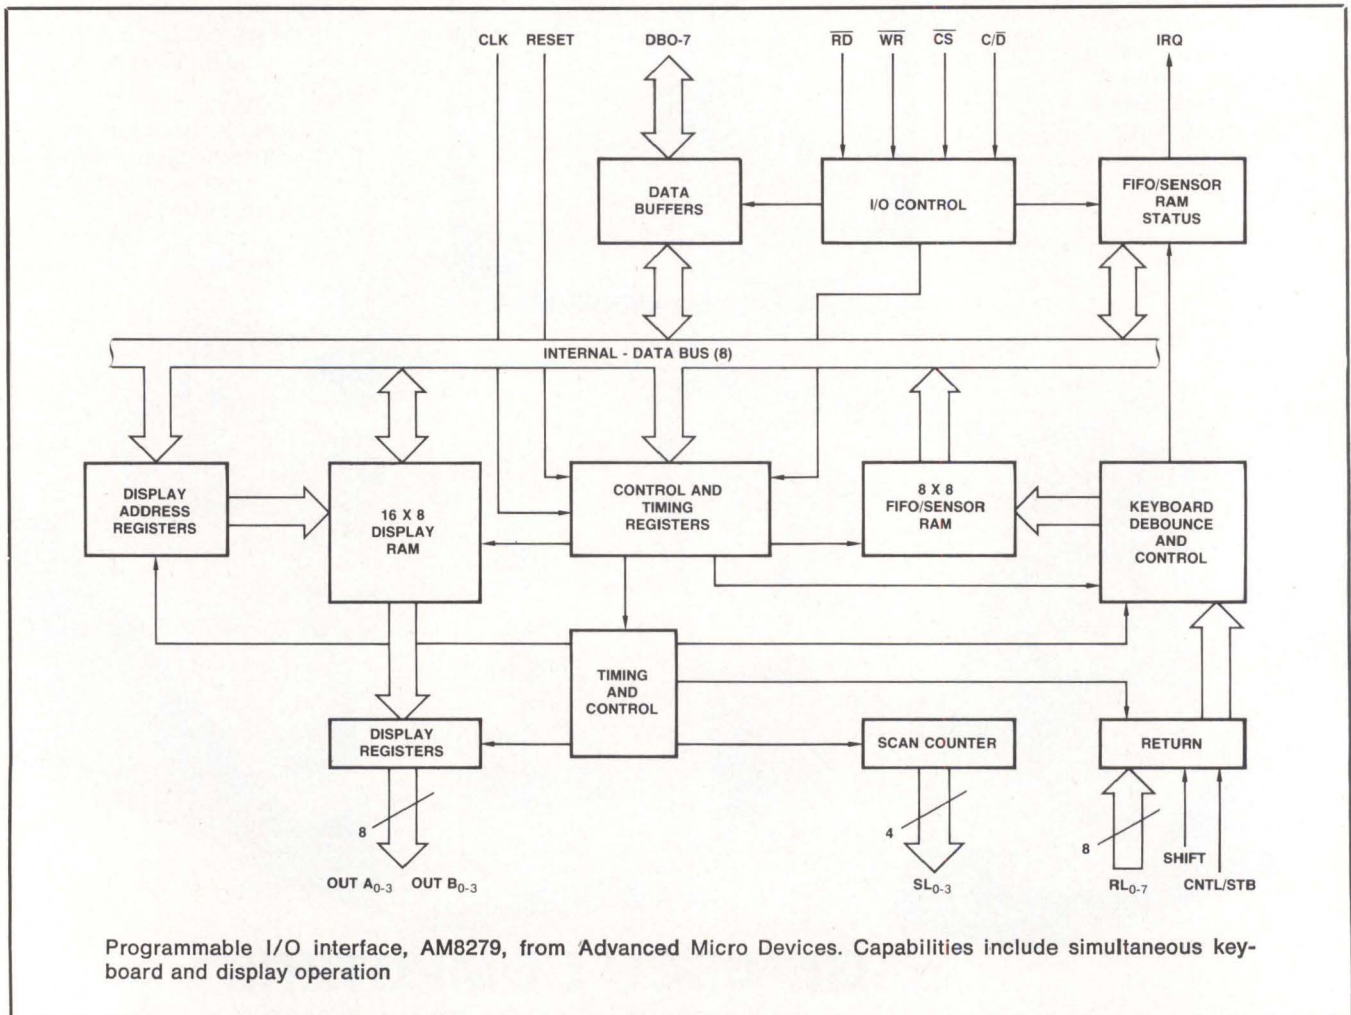 CLK RESET DBO-7 R̅D̅ W̅R̅ C̅S̅ C/D̅ IRQ
DATA
BUFFERS
I/O CONTROL
FIFO/SENSOR
RAM
STATUS
INTERNAL - DATA BUS (8)
DISPLAY
ADDRESS
REGISTERS
16 X 8
DISPLAY
RAM
CONTROL AND
TIMING
REGISTERS
8 X 8
FIFO/SENSOR
RAM
KEYBOARD
DEBOUNCE
AND
CONTROL
TIMING
AND
CONTROL
DISPLAY
REGISTERS
SCAN COUNTER
RETURN
8
4
8
SHIFT
OUT A0-3 OUT B0-3
SL0-3
RL0-7
CNTL/STB
Programmable I/O interface, AM8279, from Advanced Micro Devices. Capabilities include simultaneous key-
board and display operation